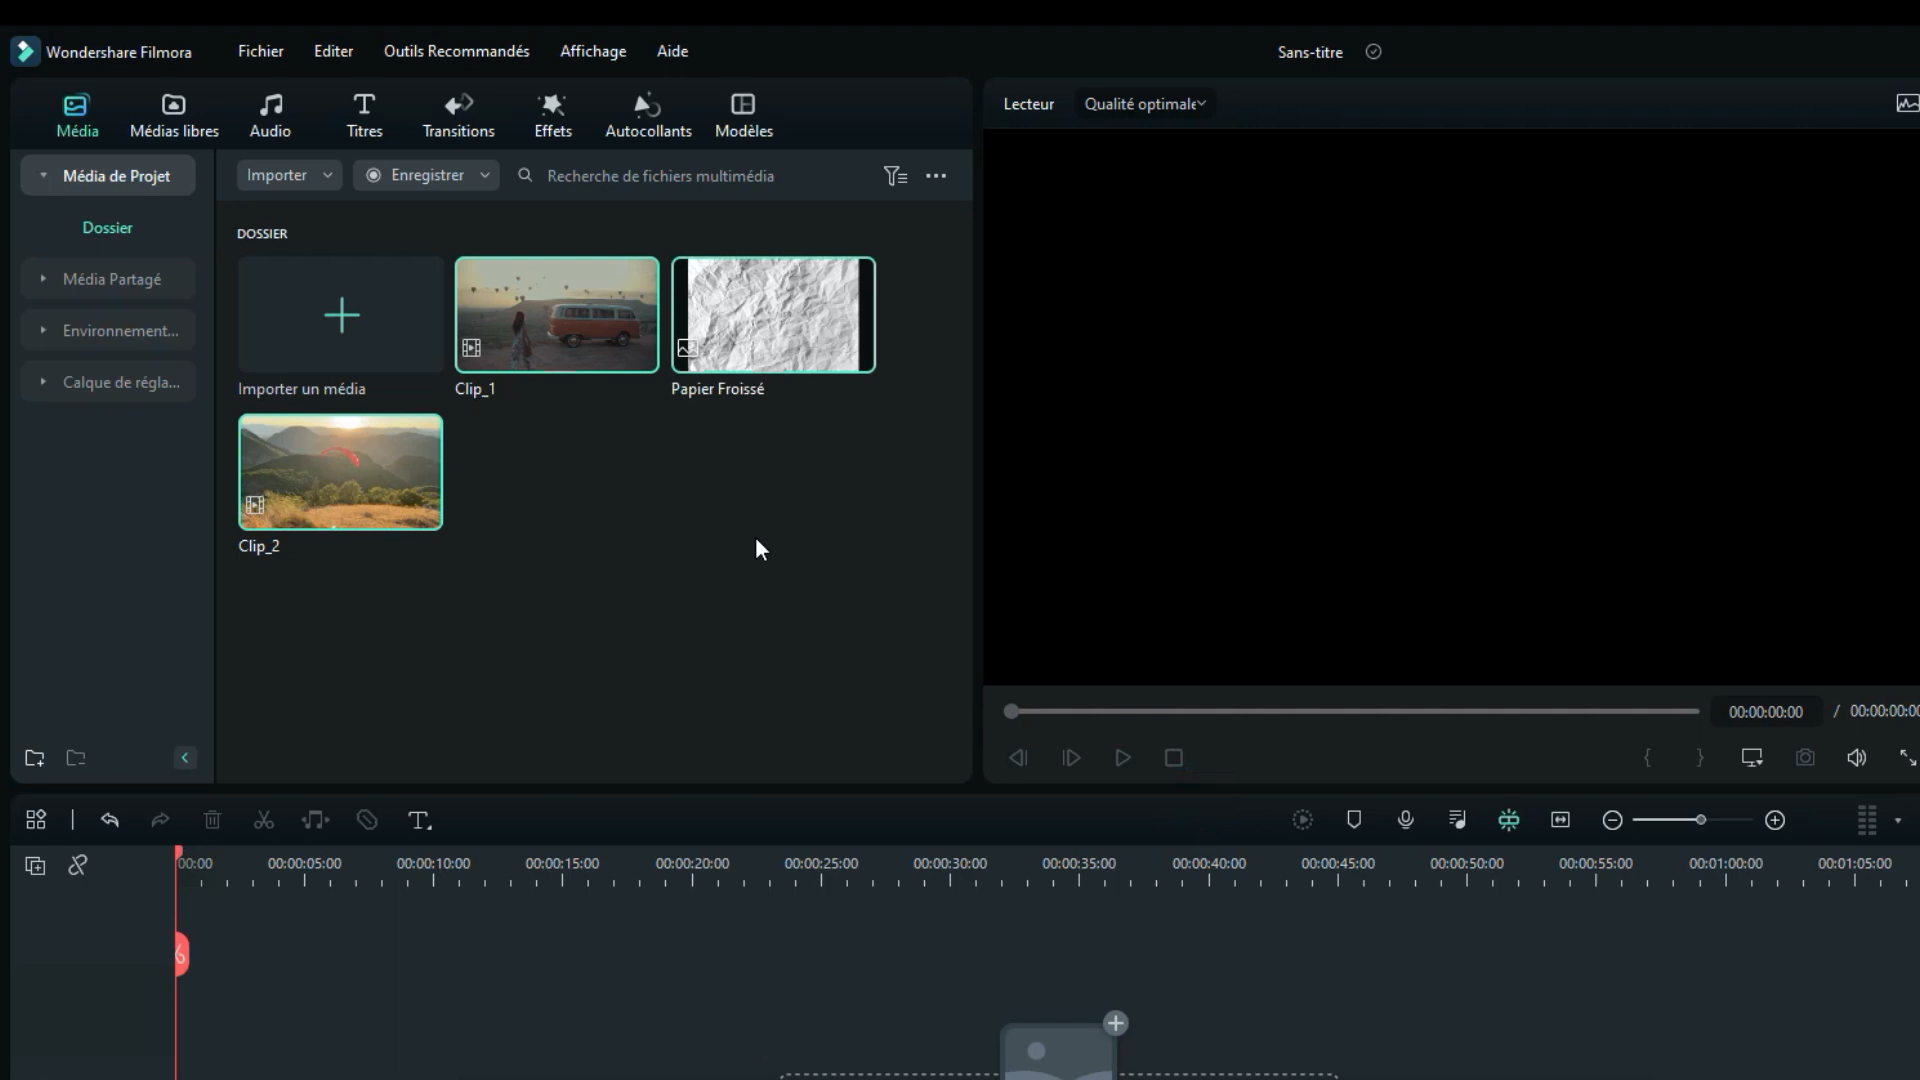 Wondershare Filmora
Fichier
Editer
Outils Recommandés
Affichage
Aide
Sans-titre
Média
Médias libres
Audio
Titres
Transitions
Effets
Autocollants
Modèles
Lecteur
Qualité optimale
Média de Projet
Importer
Enregistrer
Recherche de fichiers multimédia
Dossier
DOSSIER
Média Partagé
Environnement...
Calque de régla...
Importer un média
Clip_1
Papier Froissé
Clip_2
00:00:00:00 / 00:00:00:00
00:00
00:00:05:00
00:00:10:00
00:00:15:00
00:00:20:00
00:00:25:00
00:00:30:00
00:00:35:00
00:00:40:00
00:00:45:00
00:00:50:00
00:00:55:00
00:01:00:00
00:01:05:00